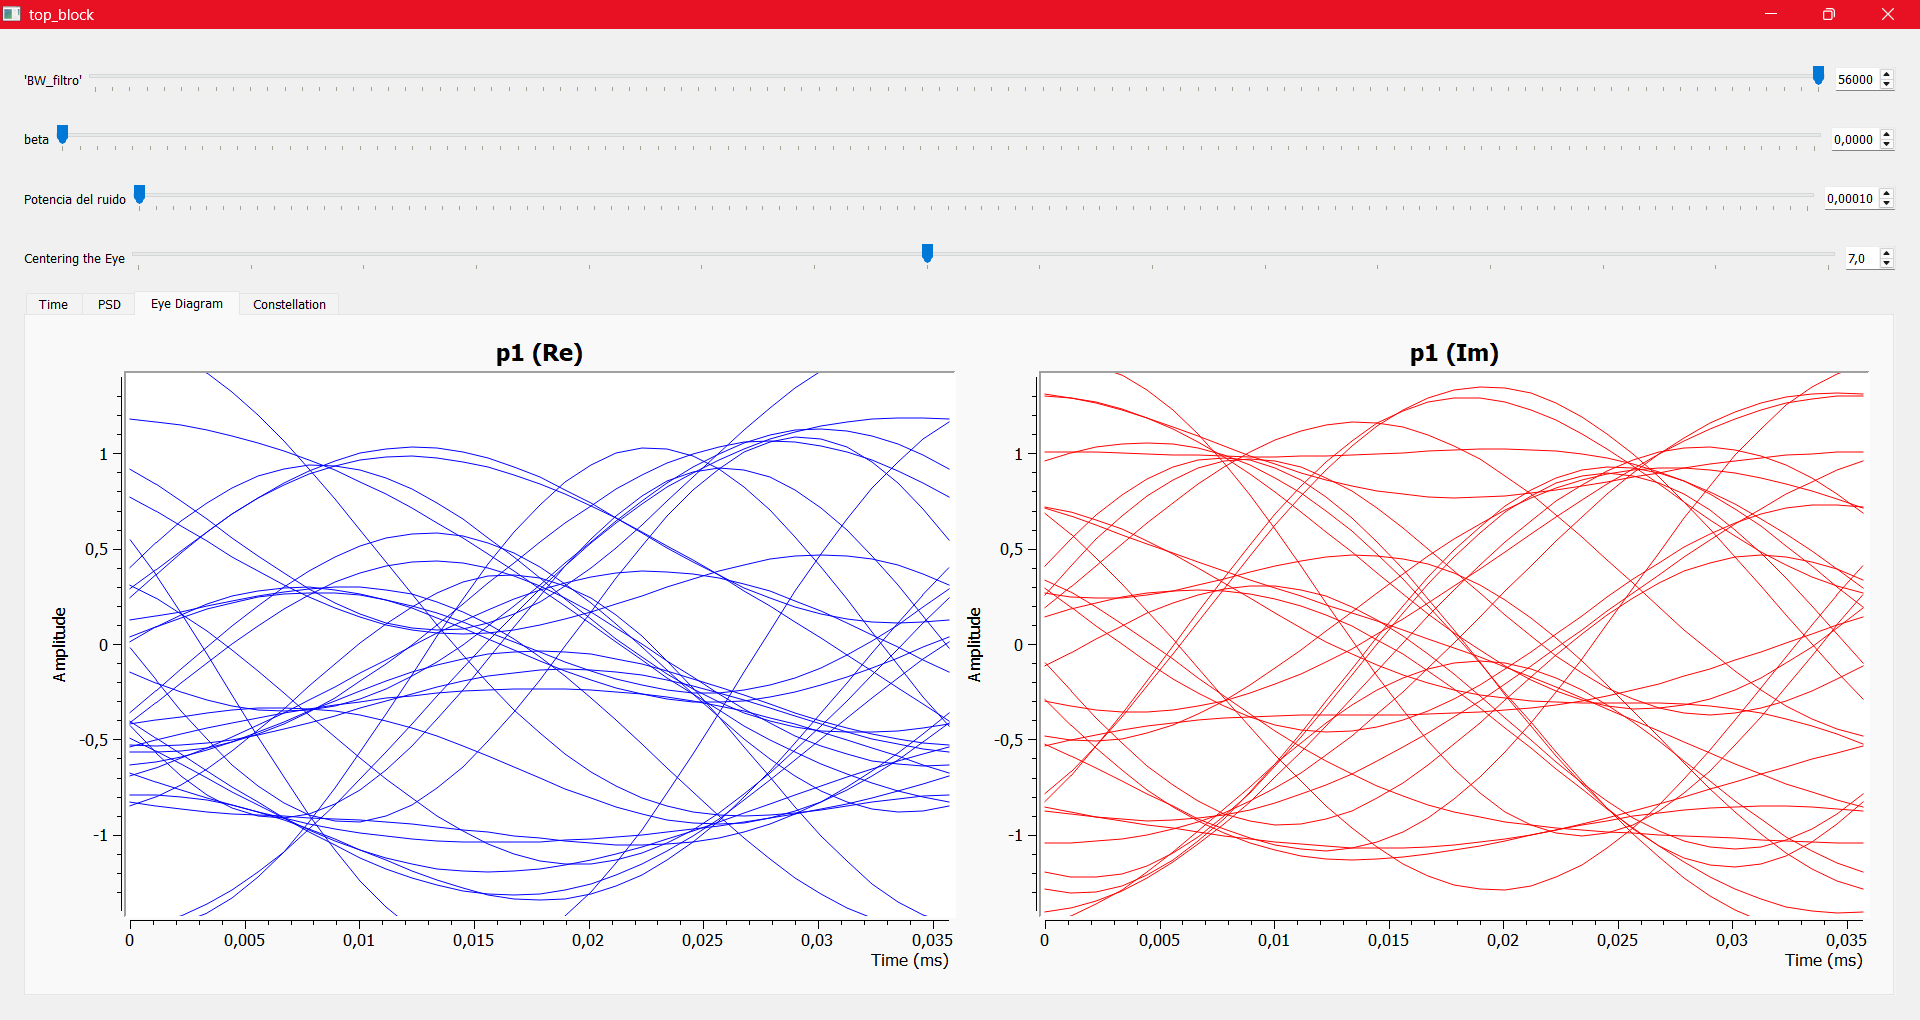 top_block
'BW_filtro' 56000
beta 0,0000
Potencia del ruido 0,00010
Centering the Eye 7,0
Time PSD Eye Diagram Constellation
p1 (Re)
Amplitude
1
0,5
0
-0,5
-1
0 0,005 0,01 0,015 0,02 0,025 0,03 0,035
Time (ms)
p1 (Im)
Amplitude
1
0,5
0
-0,5
-1
0 0,005 0,01 0,015 0,02 0,025 0,03 0,035
Time (ms)